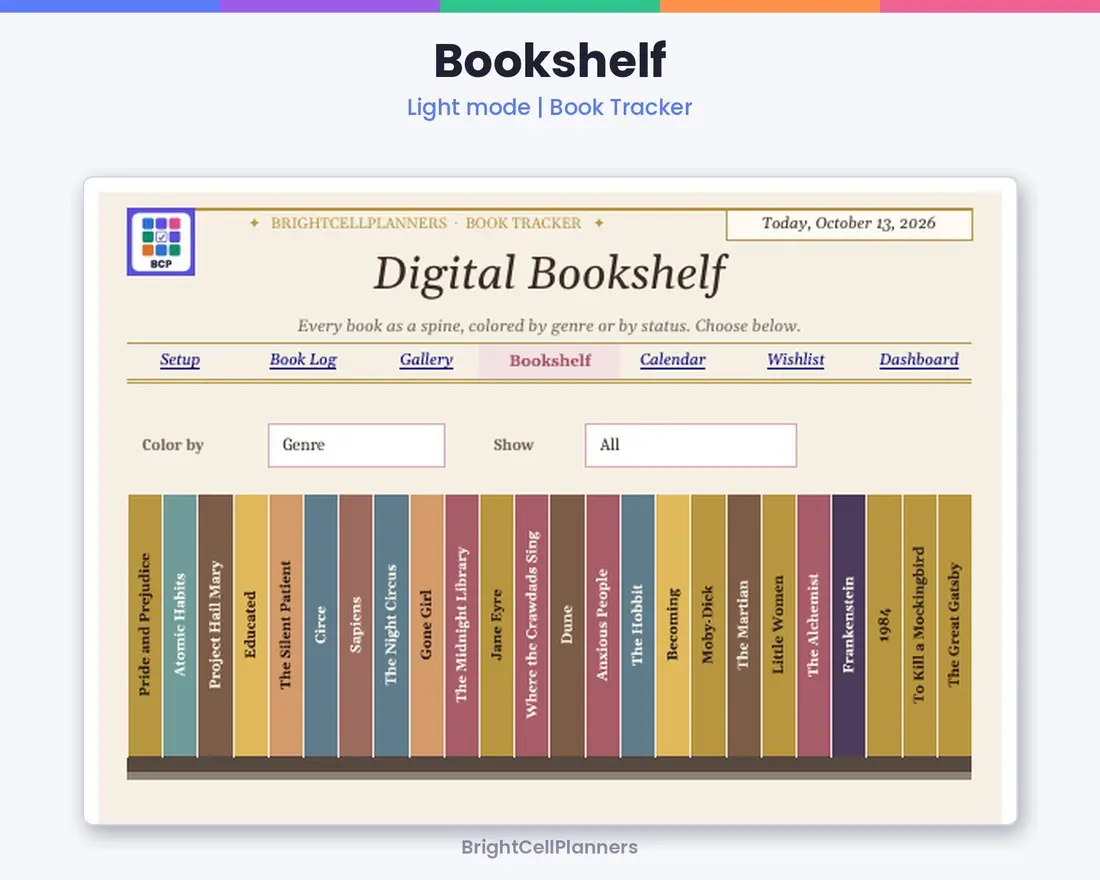 Bookshelf
Light mode | Book Tracker
BCP
✦ BRIGHTCELLPLANNERS · BOOK TRACKER ✦
Today, October 13, 2026
Digital Bookshelf
Every book as a spine, colored by genre or by status. Choose below.
Setup Book Log Gallery Bookshelf Calendar Wishlist Dashboard
Color by Genre Show All
Pride and Prejudice
Atomic Habits
Project Hail Mary
Educated
The Silent Patient
Circe
Sapiens
The Night Circus
Gone Girl
The Midnight Library
Jane Eyre
Where the Crawdads Sing
Dune
Anxious People
The Hobbit
Becoming
Moby-Dick
The Martian
Little Women
The Alchemist
Frankenstein
1984
To Kill a Mockingbird
The Great Gatsby
BrightCellPlanners